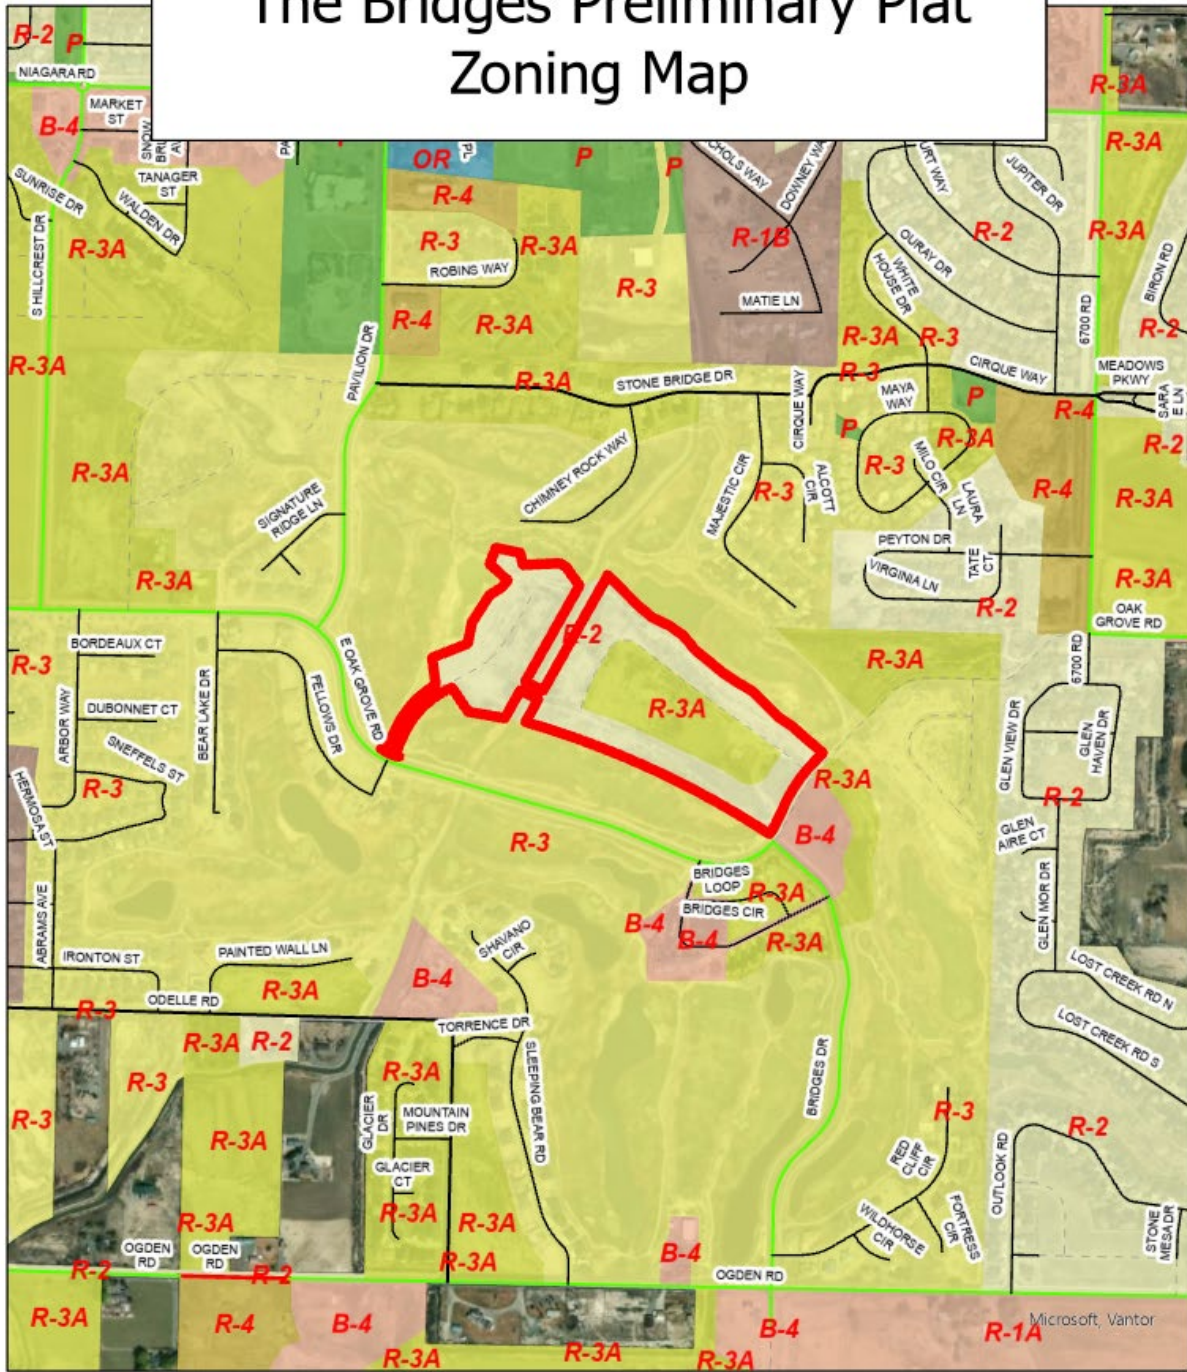 The Bridges Preliminary Plat
Zoning Map
R-2
P
NIAGARA RD
MARKET
ST
B-4
TANAGER
ST
SUNRISE DR
WALDEN DR
S HILLCREST DR
R-3A
OR
PL
P
P
R-4
R-3
R-3A
ROBINS WAY
R-3
R-1B
DOWNEY WA
MATIE LN
R-4
R-3A
URT WAY
JUPITER DR
R-2
OURAY DR
WHITE
HOUSE DR
R-3A
R-3A
R-3A
BIRON RD
R-2
6700 RD
R-3A
R-3
R-3
CIRQUE WAY
MEADOWS
PKWY
SARA
E LN
R-3A
PAVILION DR
R-3A
STONE BRIDGE DR
CIRQUE WAY
MAYA
WAY
P
P
R-4
R-2
R-3A
R-3
MILO CIR
LAURA
LN
R-4
R-3A
R-3A
CHIMNEY ROCK WAY
MAJESTIC CIR
R-3
ALCOTT
CIR
SIGNATURE
RIDGE LN
PEYTON DR
VIRGINIA LN
TATE
CT
R-2
R-3A
OAK
GROVE RD
R-3A
BORDEAUX CT
R-3
ARBOR WAY
DUBONNET CT
SNEFFELS ST
BEAR LAKE DR
FELLOWS DR
E OAK GROVE RD
R-3A
R-3A
R-3A
6700 RD
GLEN VIEW DR
GLEN
HAVEN DR
R-2
HERMOSA ST
R-3
R-3
B-4
GLEN
AIRE CT
BRIDGES
LOOP
R-3A
BRIDGES CIR
B-4
B-4
R-3A
GLEN MOR DR
ABRAMS AVE
IRONTON ST
PAINTED WALL LN
R-3A
ODELLE RD
R-3
B-4
SHAVANO
CIR
LOST CREEK RD N
LOST CREEK RD S
R-3A
R-2
TORRENCE DR
R-3
R-3A
GLACIER
DR
MOUNTAIN
PINES DR
SLEEPING BEAR RD
BRIDGES DR
R-3
R-3
R-2
R-3A
GLACIER
CT
RED
CLIFF
CIR
OUTLOOK RD
R-3A
R-3A
R-3A
WILDHORSE
CIR
FORTRESS
CIR
STONE
MESA DR
OGDEN
RD
OGDEN
RD
R-3A
B-4
OGDEN RD
R-2
R-2
R-3A
R-4
B-4
R-3A
R-3A
R-3A
B-4
R-1A
Microsoft, Vantor